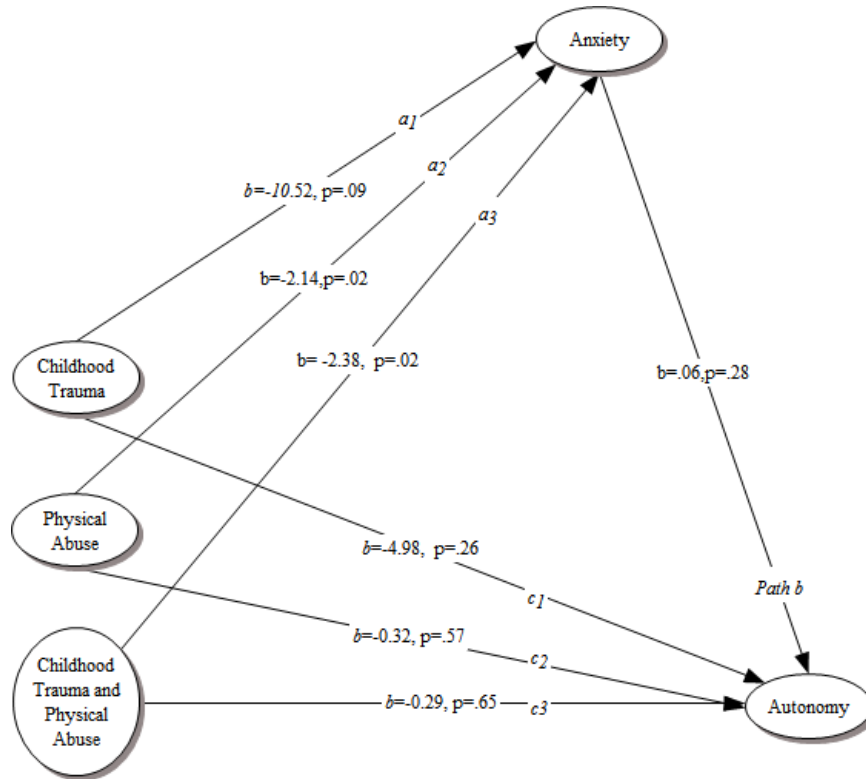 Anxiety
a1
a2
b=-10.52, p=.09
a3
b=-2.14,p=.02
b= -2.38, p=.02
Childhood
Trauma
b=.06,p=.28
Physical
Abuse
b=-4.98, p=.26
Path b
c1
b=-0.32, p=.57
c2
Childhood
Trauma and
Physical
Abuse
b=-0.29, p=.65
c3
Autonomy